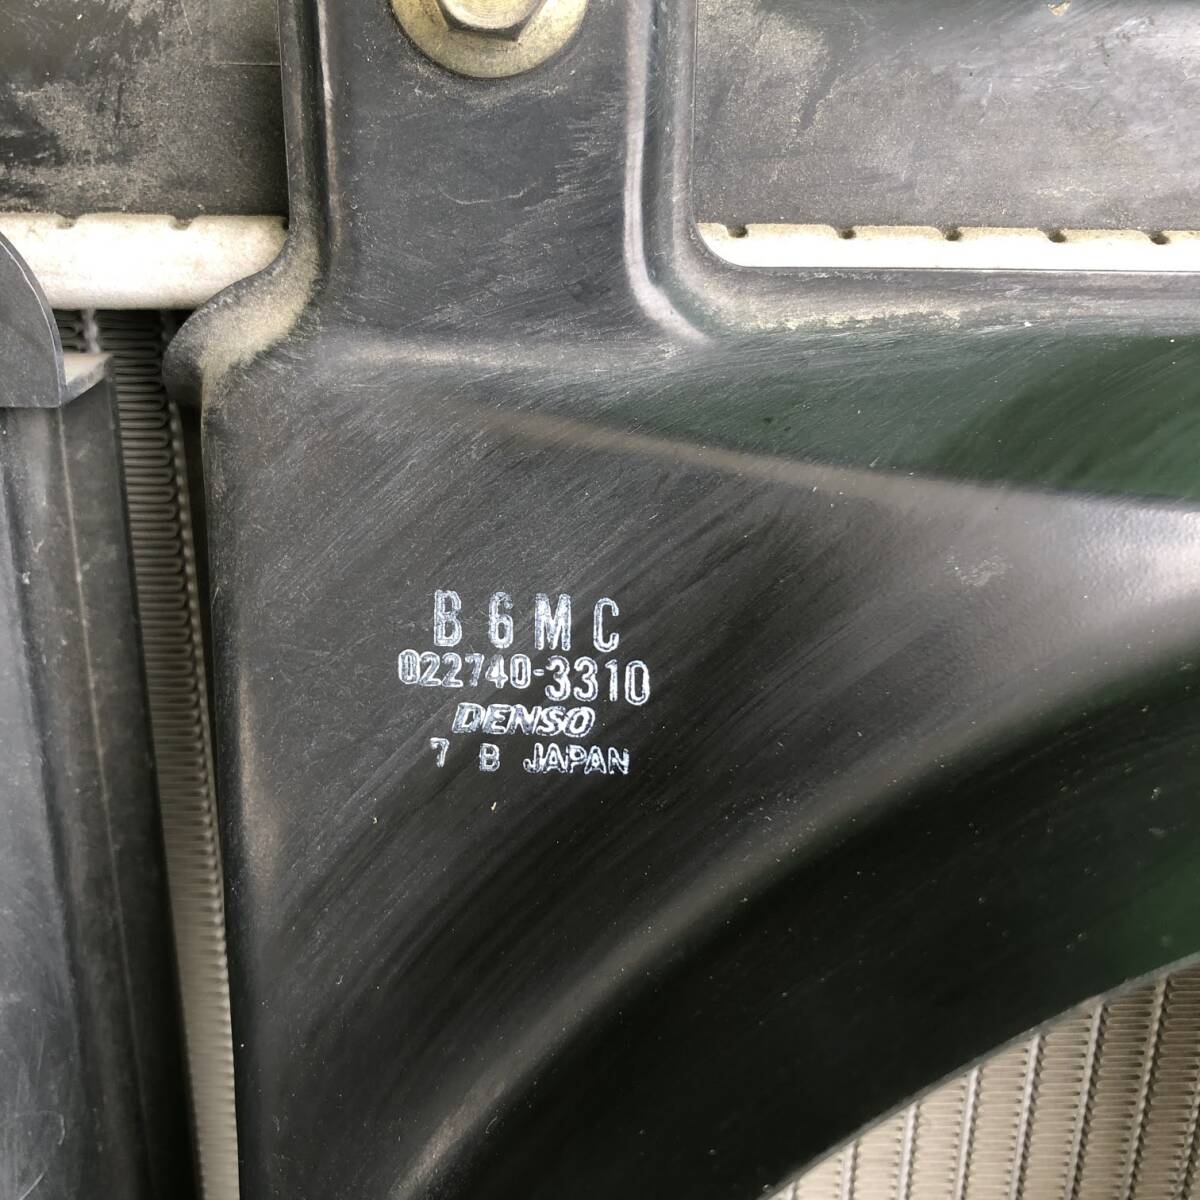 B6MC
022740-3310
DENSO
7 B JAPAN